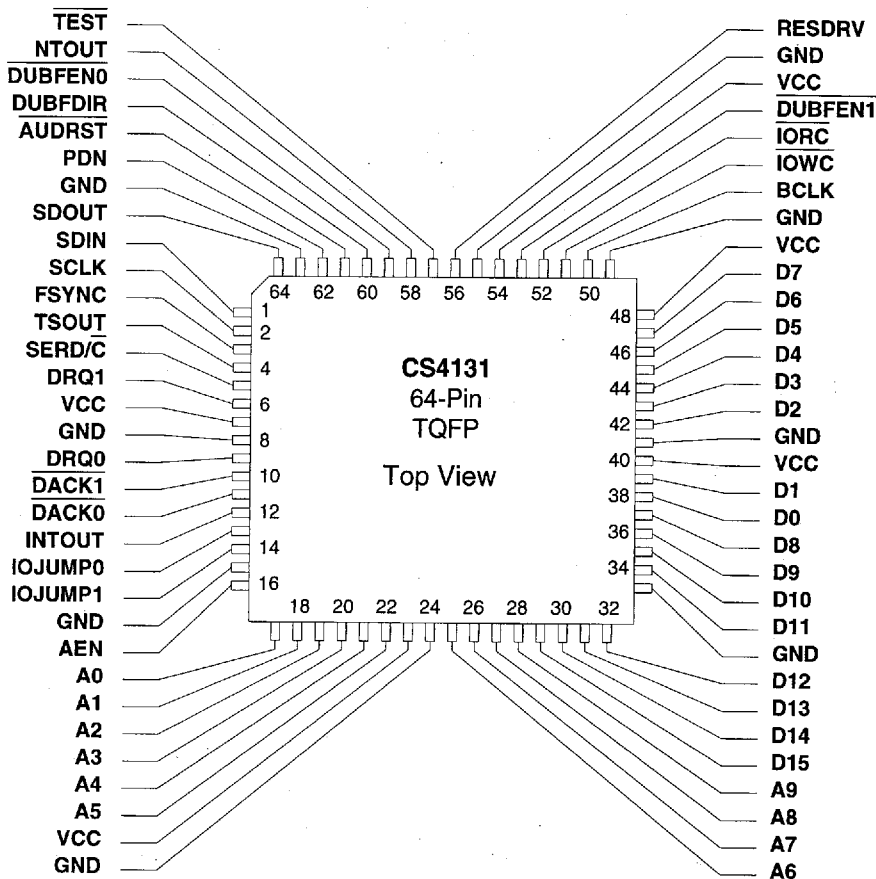 TEST
NTOUT
DUBFEN0
DUBFDIR
AUDRST
PDN
GND
SDOUT
SDIN
SCLK
FSYNC
TSOUT
SERD/C
DRQ1
VCC
GND
DRQ0
DACK1
DACK0
INTOUT
IOJUMP0
IOJUMP1
GND
AEN
A0
A1
A2
A3
A4
A5
VCC
GND
64 62 60 58 56 54 52 50
1
2
4
6
8
10
12
14
16
CS4131
64-Pin
TQFP
Top View
48
46
44
42
40
38
36
34
18 20 22 24 26 28 30 32
RESDRV
GND
VCC
DUBFEN1
IORC
IOWC
BCLK
GND
VCC
D7
D6
D5
D4
D3
D2
GND
VCC
D1
D0
D8
D9
D10
D11
GND
D12
D13
D14
D15
A9
A8
A7
A6